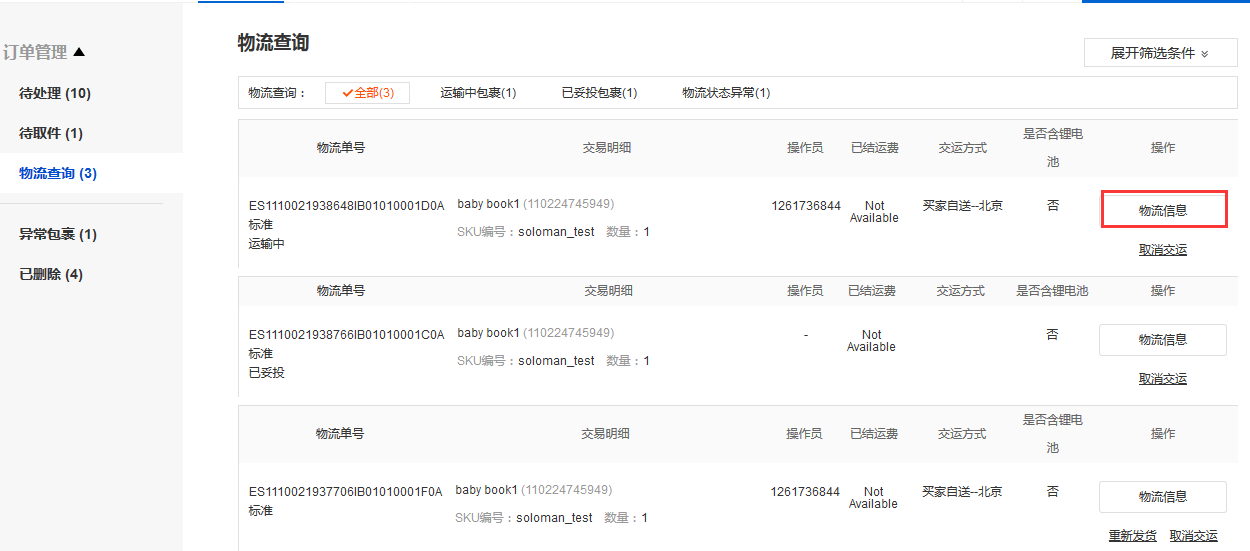 订单管理
待处理 (10)
待取件 (1)
物流查询 (3)
异常包裹 (1)
已删除 (4)
物流查询
展开筛选条件
物流查询： 全部(3) 运输中包裹(1) 已妥投包裹(1) 物流状态异常(1)
物流单号 交易明细 操作员 已结运费 交运方式 是否含锂电池 操作
ES1110021938648IB01010001D0A baby book1 (110224745949) 1261736844 Not Available 买家自送--北京 否 物流信息
标准 SKU编号：soloman_test 数量：1
运输中 取消交运
物流单号 交易明细 操作员 已结运费 交运方式 是否含锂电池 操作
ES1110021938766IB01010001C0A baby book1 (110224745949) - Not Available 否 物流信息
标准 SKU编号：soloman_test 数量：1
已妥投 取消交运
物流单号 交易明细 操作员 已结运费 交运方式 是否含锂电池 操作
ES1110021937706IB01010001F0A baby book1 (110224745949) 1261736844 Not Available 买家自送--北京 否 物流信息
标准 SKU编号：soloman_test 数量：1
重新发货 取消交运